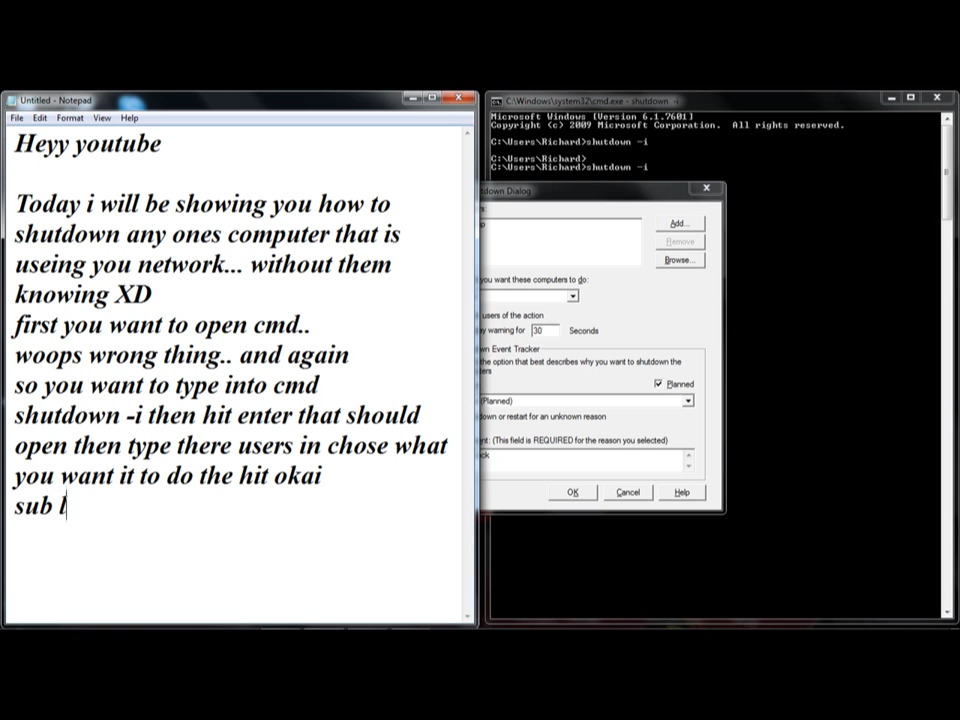 Untitled - Notepad
File Edit Format View Help
Heyy youtube
Today i will be showing you how to
shutdown any ones computer that is
useing you network... without them
knowing XD
first you want to open cmd..
woops wrong thing.. and again
so you want to type into cmd
shutdown -i then hit enter that should
open then type there users in chose what
you want it to do the hit okai
sub l
C:\Windows\system32\cmd.exe - shutdown -i
Microsoft Windows [Version 6.1.7601]
Copyright (c) 2009 Microsoft Corporation. All rights reserved.
C:\Users\Richard>shutdown -i
C:\Users\Richard>
C:\Users\Richard>shutdown -i
tdown Dialog
Add...
Remove
Browse...
you want these computers to do:
users of the action
y warning for 30 Seconds
wn Event Tracker
the option that best describes why you want to shutdown the
ters
Planned
(Planned)
down or restart for an unknown reason
nt: (This field is REQUIRED for the reason you selected)
ck
OK Cancel Help